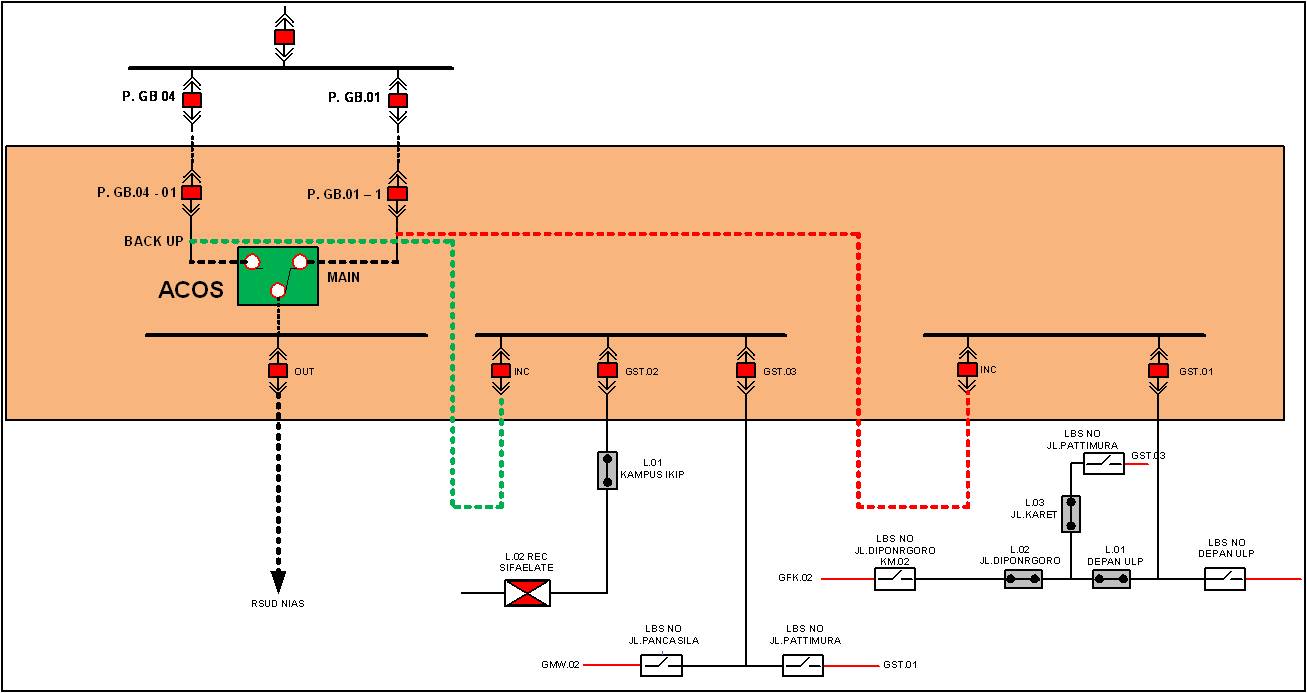 P. GB 04
P. GB.01
P. GB.04 - 01
P. GB.01 – 1
BACK UP
MAIN
ACOS
OUT
INC
GST.02
GST.03
INC
GST.01
LBS NO
JL.PATTIMURA
GST.03
L.01
KAMPUS IKIP
L.03
JL.KARET
LBS NO
JL.DIPONRGORO
KM.02
L.02
JL.DIPONRGORO
L.01
DEPAN ULP
LBS NO
DEPAN ULP
L.02 REC
SIFAELATE
GFK.02
RSUD NIAS
LBS NO
JL.PANCASILA
LBS NO
JL.PATTIMURA
GMW.02
GST.01